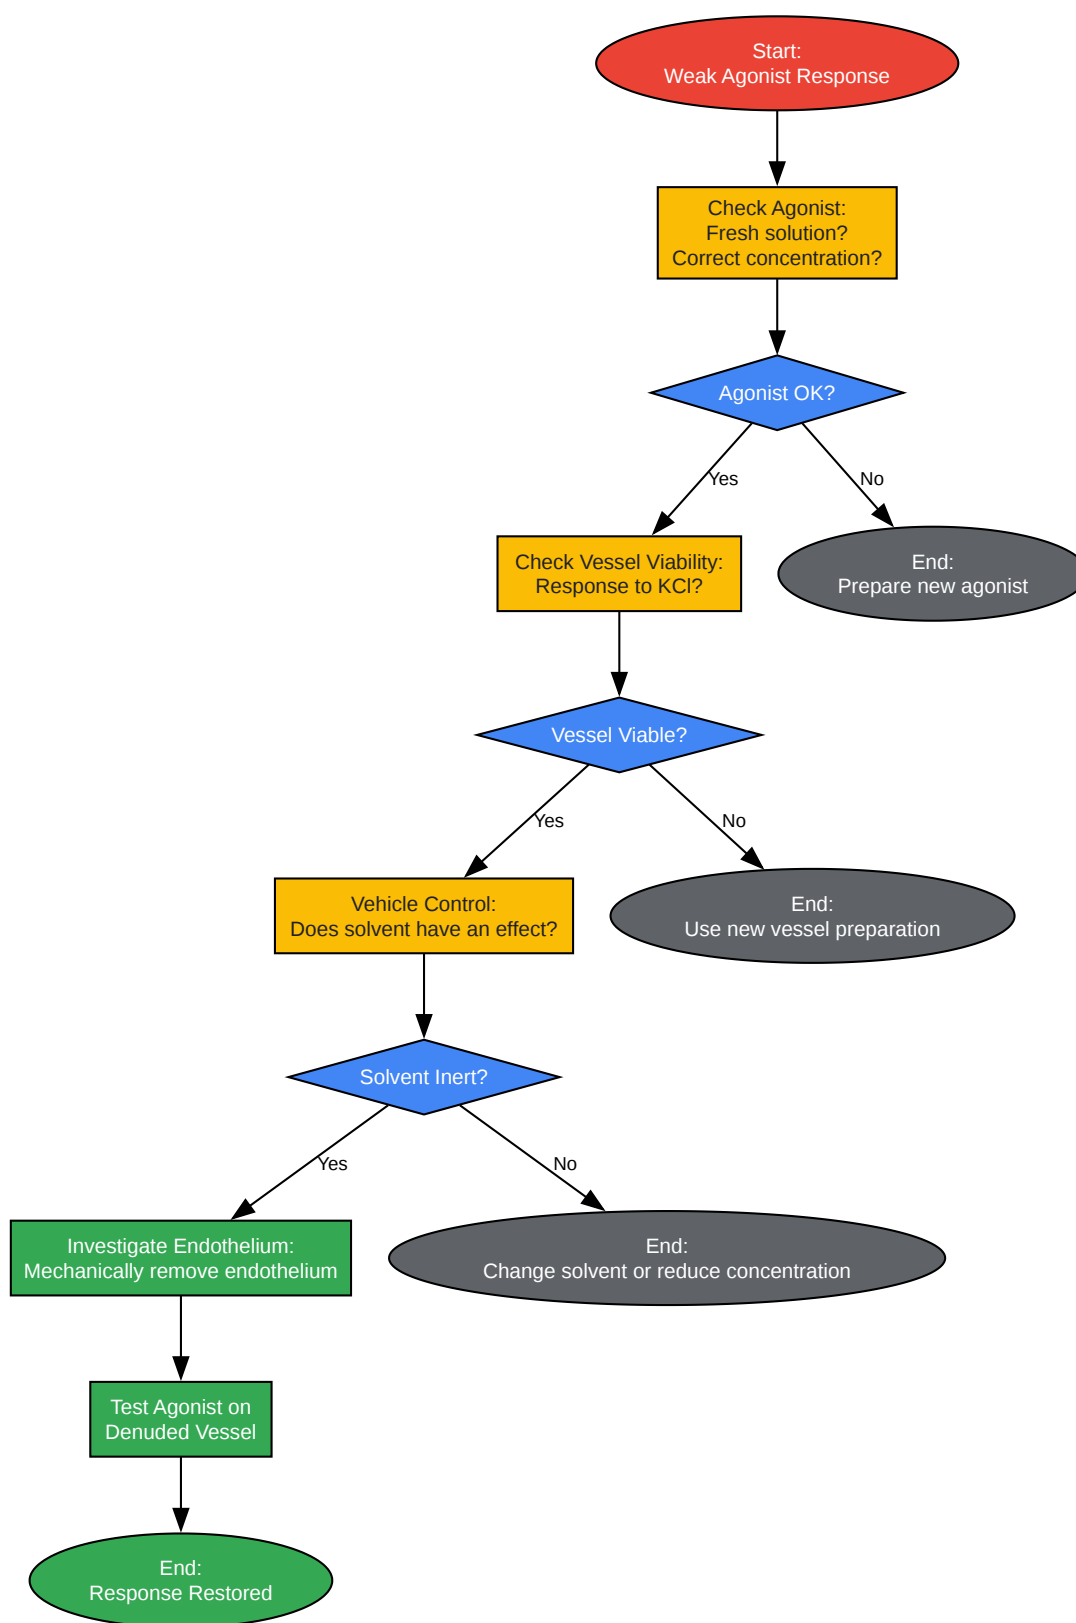 Start:
Weak Agonist Response
Check Agonist:
Fresh solution?
Correct concentration?
Agonist OK?
Yes
No
Check Vessel Viability:
Response to KCl?
End:
Prepare new agonist
Vessel Viable?
Yes
No
Vehicle Control:
Does solvent have an effect?
End:
Use new vessel preparation
Solvent Inert?
Yes
No
Investigate Endothelium:
Mechanically remove endothelium
End:
Change solvent or reduce concentration
Test Agonist on
Denuded Vessel
End:
Response Restored